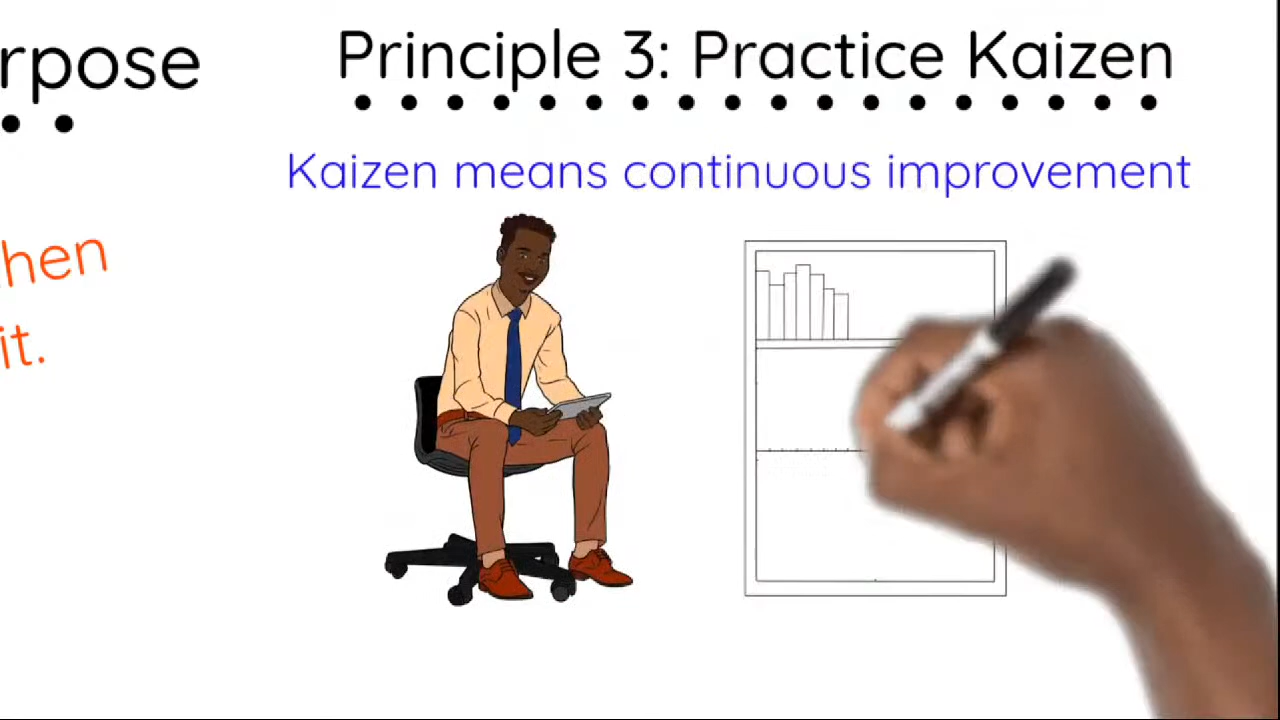 rpose
hen
it.
Principle 3: Practice Kaizen
Kaizen means continuous improvement